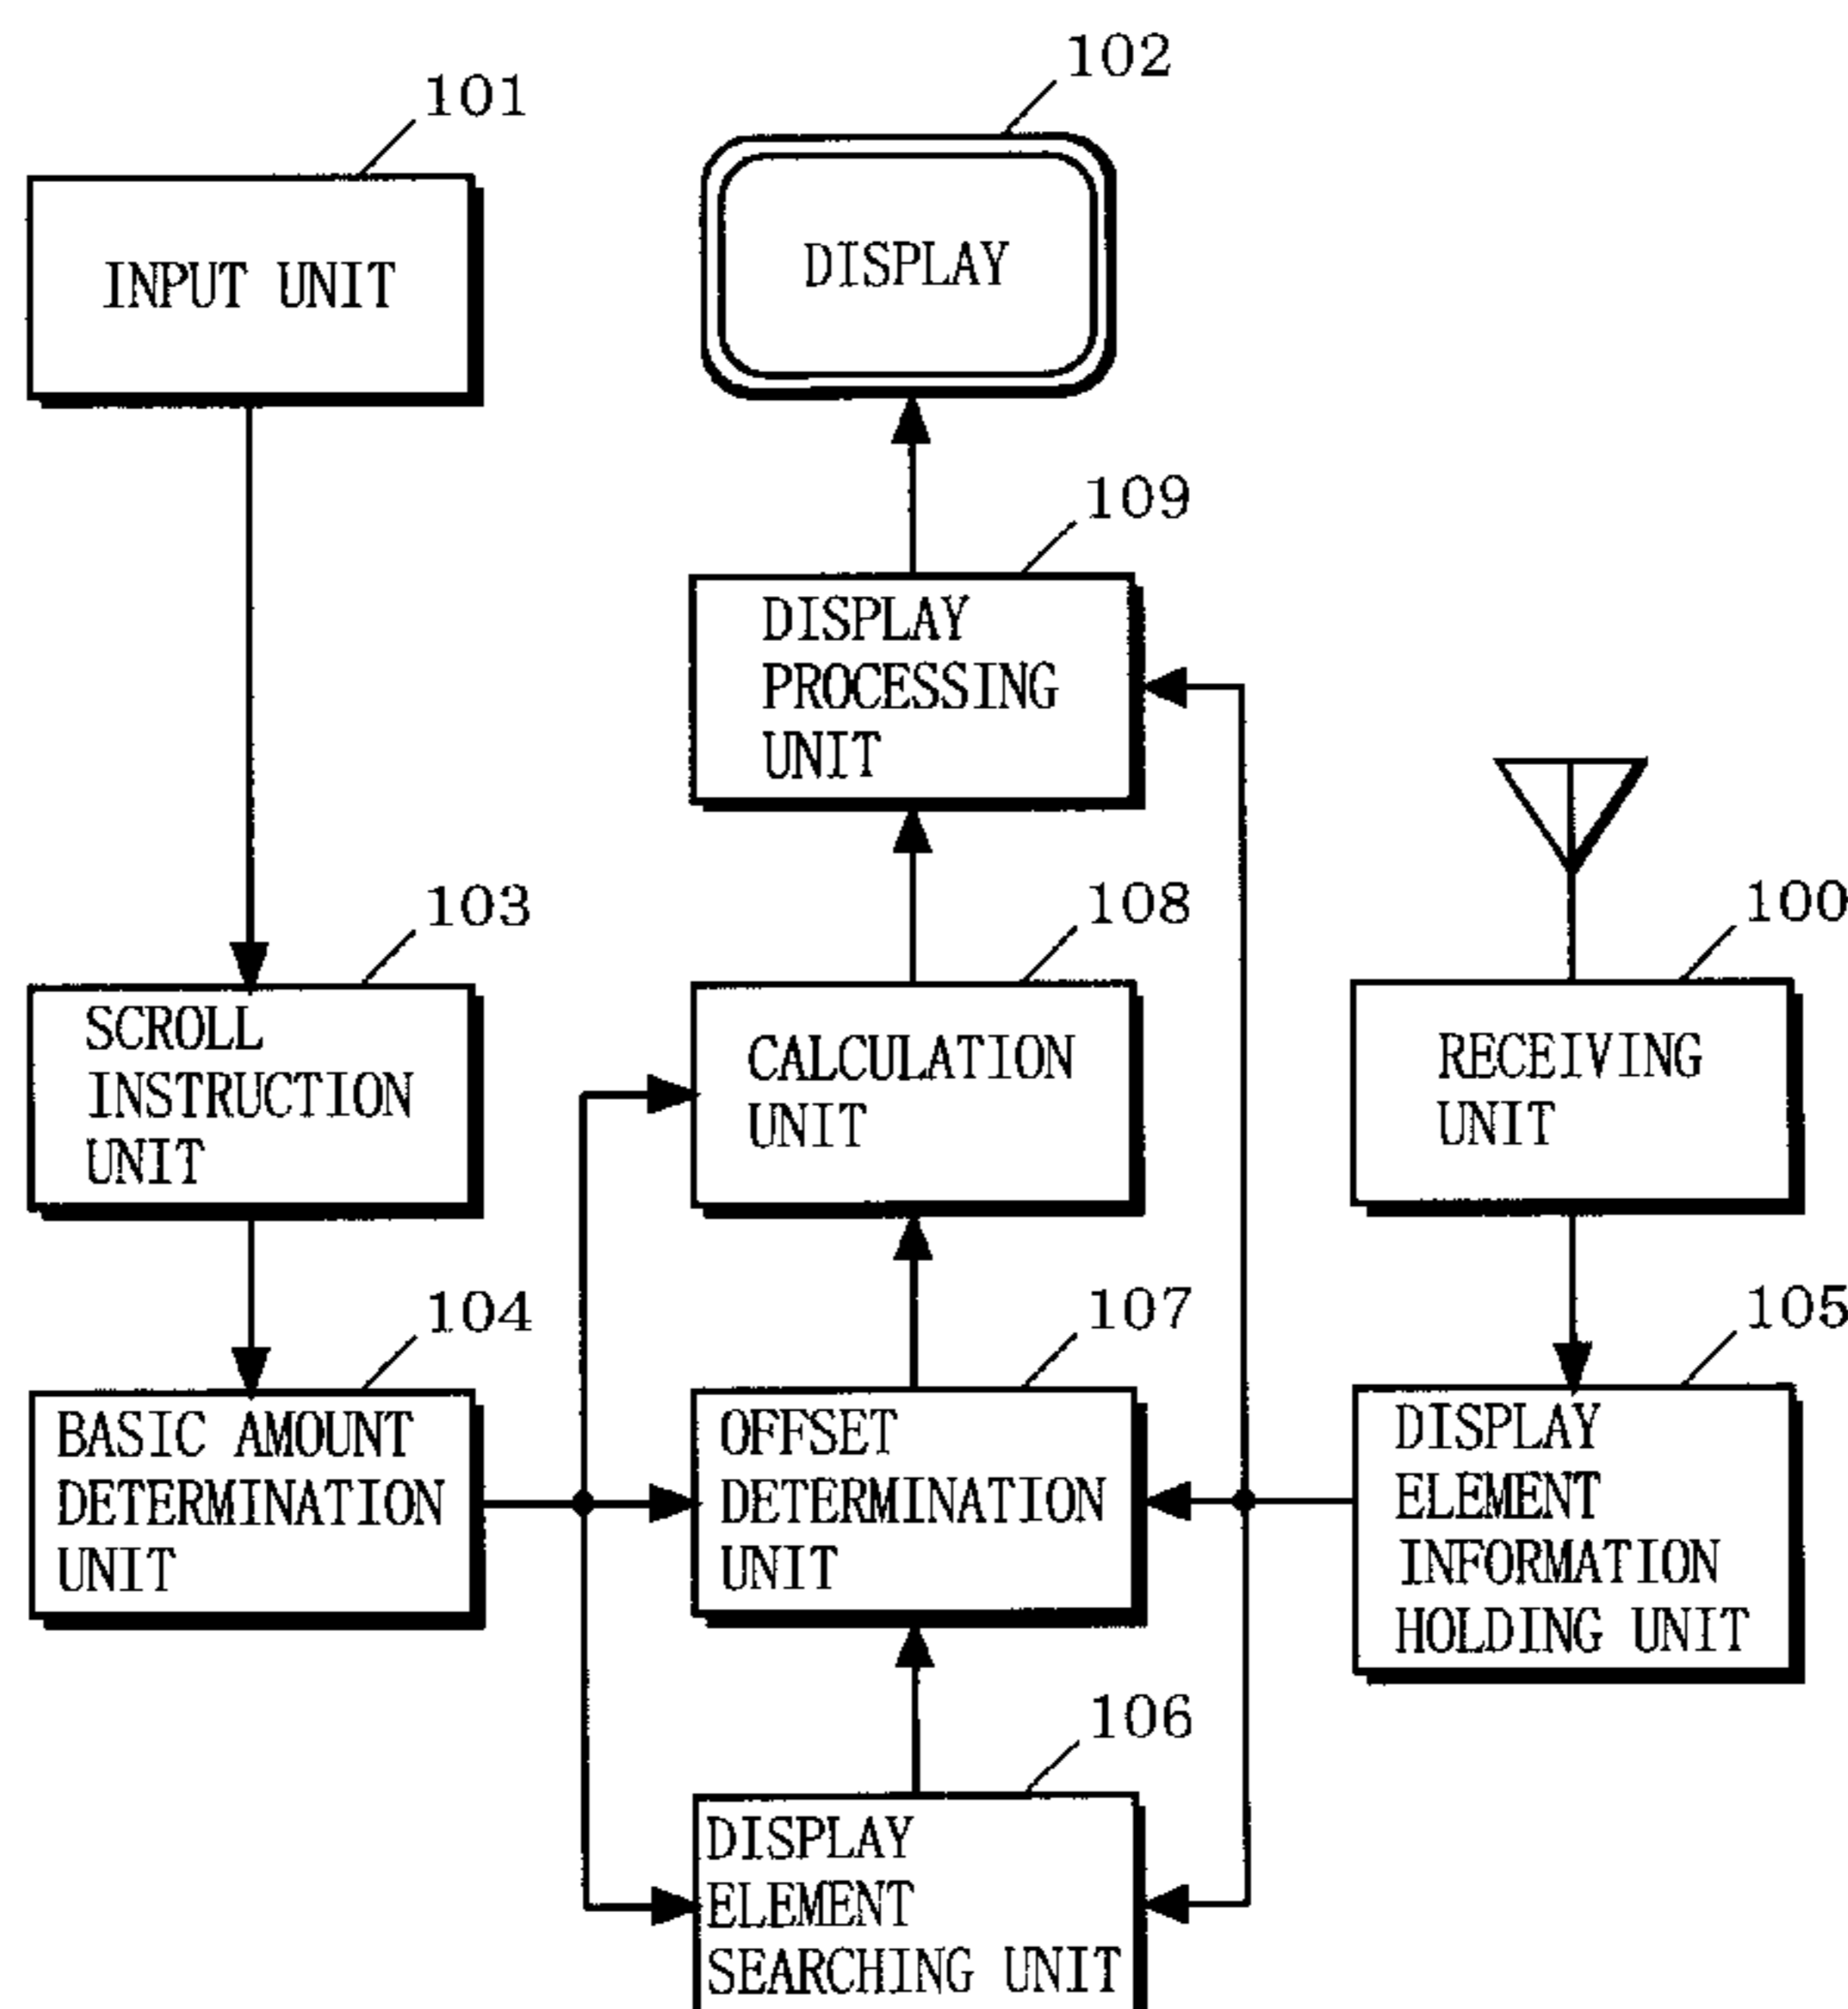 101
INPUT UNIT
102
DISPLAY
109
DISPLAY
PROCESSING
UNIT
103
SCROLL
INSTRUCTION
UNIT
108
CALCULATION
UNIT
100
RECEIVING
UNIT
104
BASIC AMOUNT
DETERMINATION
UNIT
107
OFFSET
DETERMINATION
UNIT
105
DISPLAY
ELEMENT
INFORMATION
HOLDING UNIT
106
DISPLAY
ELEMENT
SEARCHING UNIT